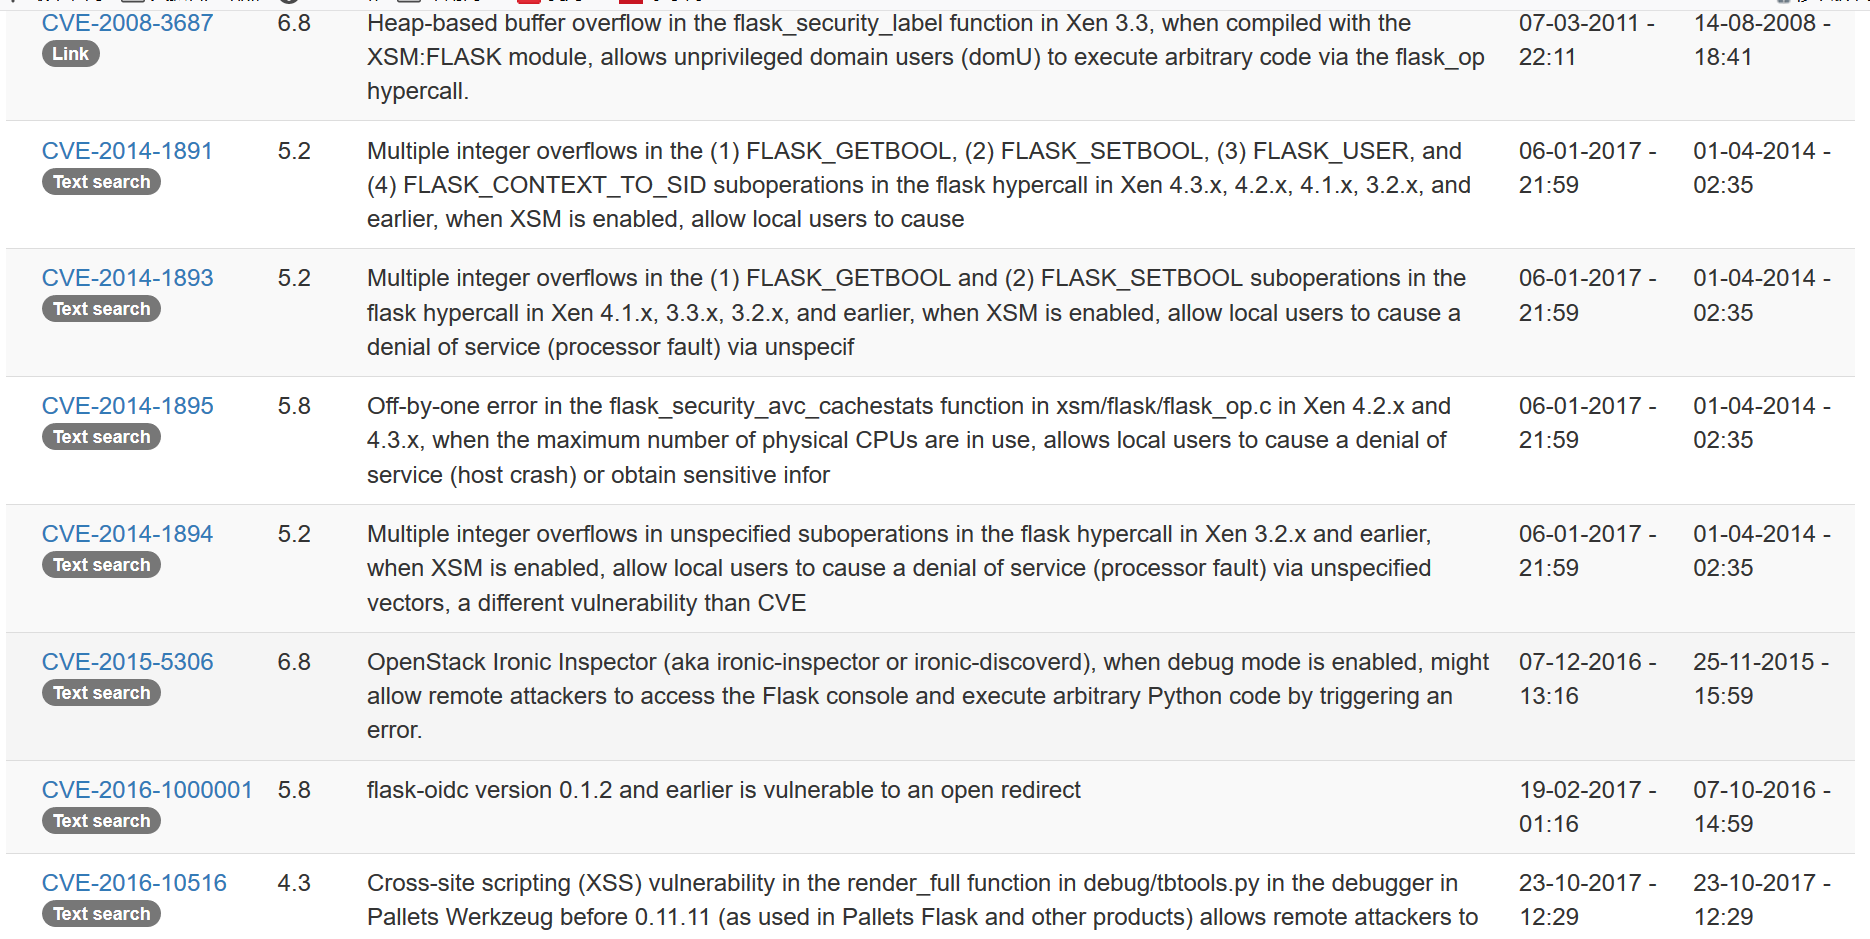 CVE-2008-3687 6.8 Heap-based buffer overflow in the flask_security_label function in Xen 3.3, when compiled with the 07-03-2011 - 14-08-2008 -
Link XSM:FLASK module, allows unprivileged domain users (domU) to execute arbitrary code via the flask_op 22:11 18:41
hypercall.
CVE-2014-1891 5.2 Multiple integer overflows in the (1) FLASK_GETBOOL, (2) FLASK_SETBOOL, (3) FLASK_USER, and 06-01-2017 - 01-04-2014 -
Text search (4) FLASK_CONTEXT_TO_SID suboperations in the flask hypercall in Xen 4.3.x, 4.2.x, 4.1.x, 3.2.x, and 21:59 02:35
earlier, when XSM is enabled, allow local users to cause
CVE-2014-1893 5.2 Multiple integer overflows in the (1) FLASK_GETBOOL and (2) FLASK_SETBOOL suboperations in the 06-01-2017 - 01-04-2014 -
Text search flask hypercall in Xen 4.1.x, 3.3.x, 3.2.x, and earlier, when XSM is enabled, allow local users to cause a 21:59 02:35
denial of service (processor fault) via unspecif
CVE-2014-1895 5.8 Off-by-one error in the flask_security_avc_cachestats function in xsm/flask/flask_op.c in Xen 4.2.x and 06-01-2017 - 01-04-2014 -
Text search 4.3.x, when the maximum number of physical CPUs are in use, allows local users to cause a denial of 21:59 02:35
service (host crash) or obtain sensitive infor
CVE-2014-1894 5.2 Multiple integer overflows in unspecified suboperations in the flask hypercall in Xen 3.2.x and earlier, 06-01-2017 - 01-04-2014 -
Text search when XSM is enabled, allow local users to cause a denial of service (processor fault) via unspecified 21:59 02:35
vectors, a different vulnerability than CVE
CVE-2015-5306 6.8 OpenStack Ironic Inspector (aka ironic-inspector or ironic-discoverd), when debug mode is enabled, might 07-12-2016 - 25-11-2015 -
Text search allow remote attackers to access the Flask console and execute arbitrary Python code by triggering an 13:16 15:59
error.
CVE-2016-1000001 5.8 flask-oidc version 0.1.2 and earlier is vulnerable to an open redirect 19-02-2017 - 07-10-2016 -
Text search 01:16 14:59
CVE-2016-10516 4.3 Cross-site scripting (XSS) vulnerability in the render_full function in debug/tbtools.py in the debugger in 23-10-2017 - 23-10-2017 -
Text search Pallets Werkzeug before 0.11.11 (as used in Pallets Flask and other products) allows remote attackers to 12:29 12:29